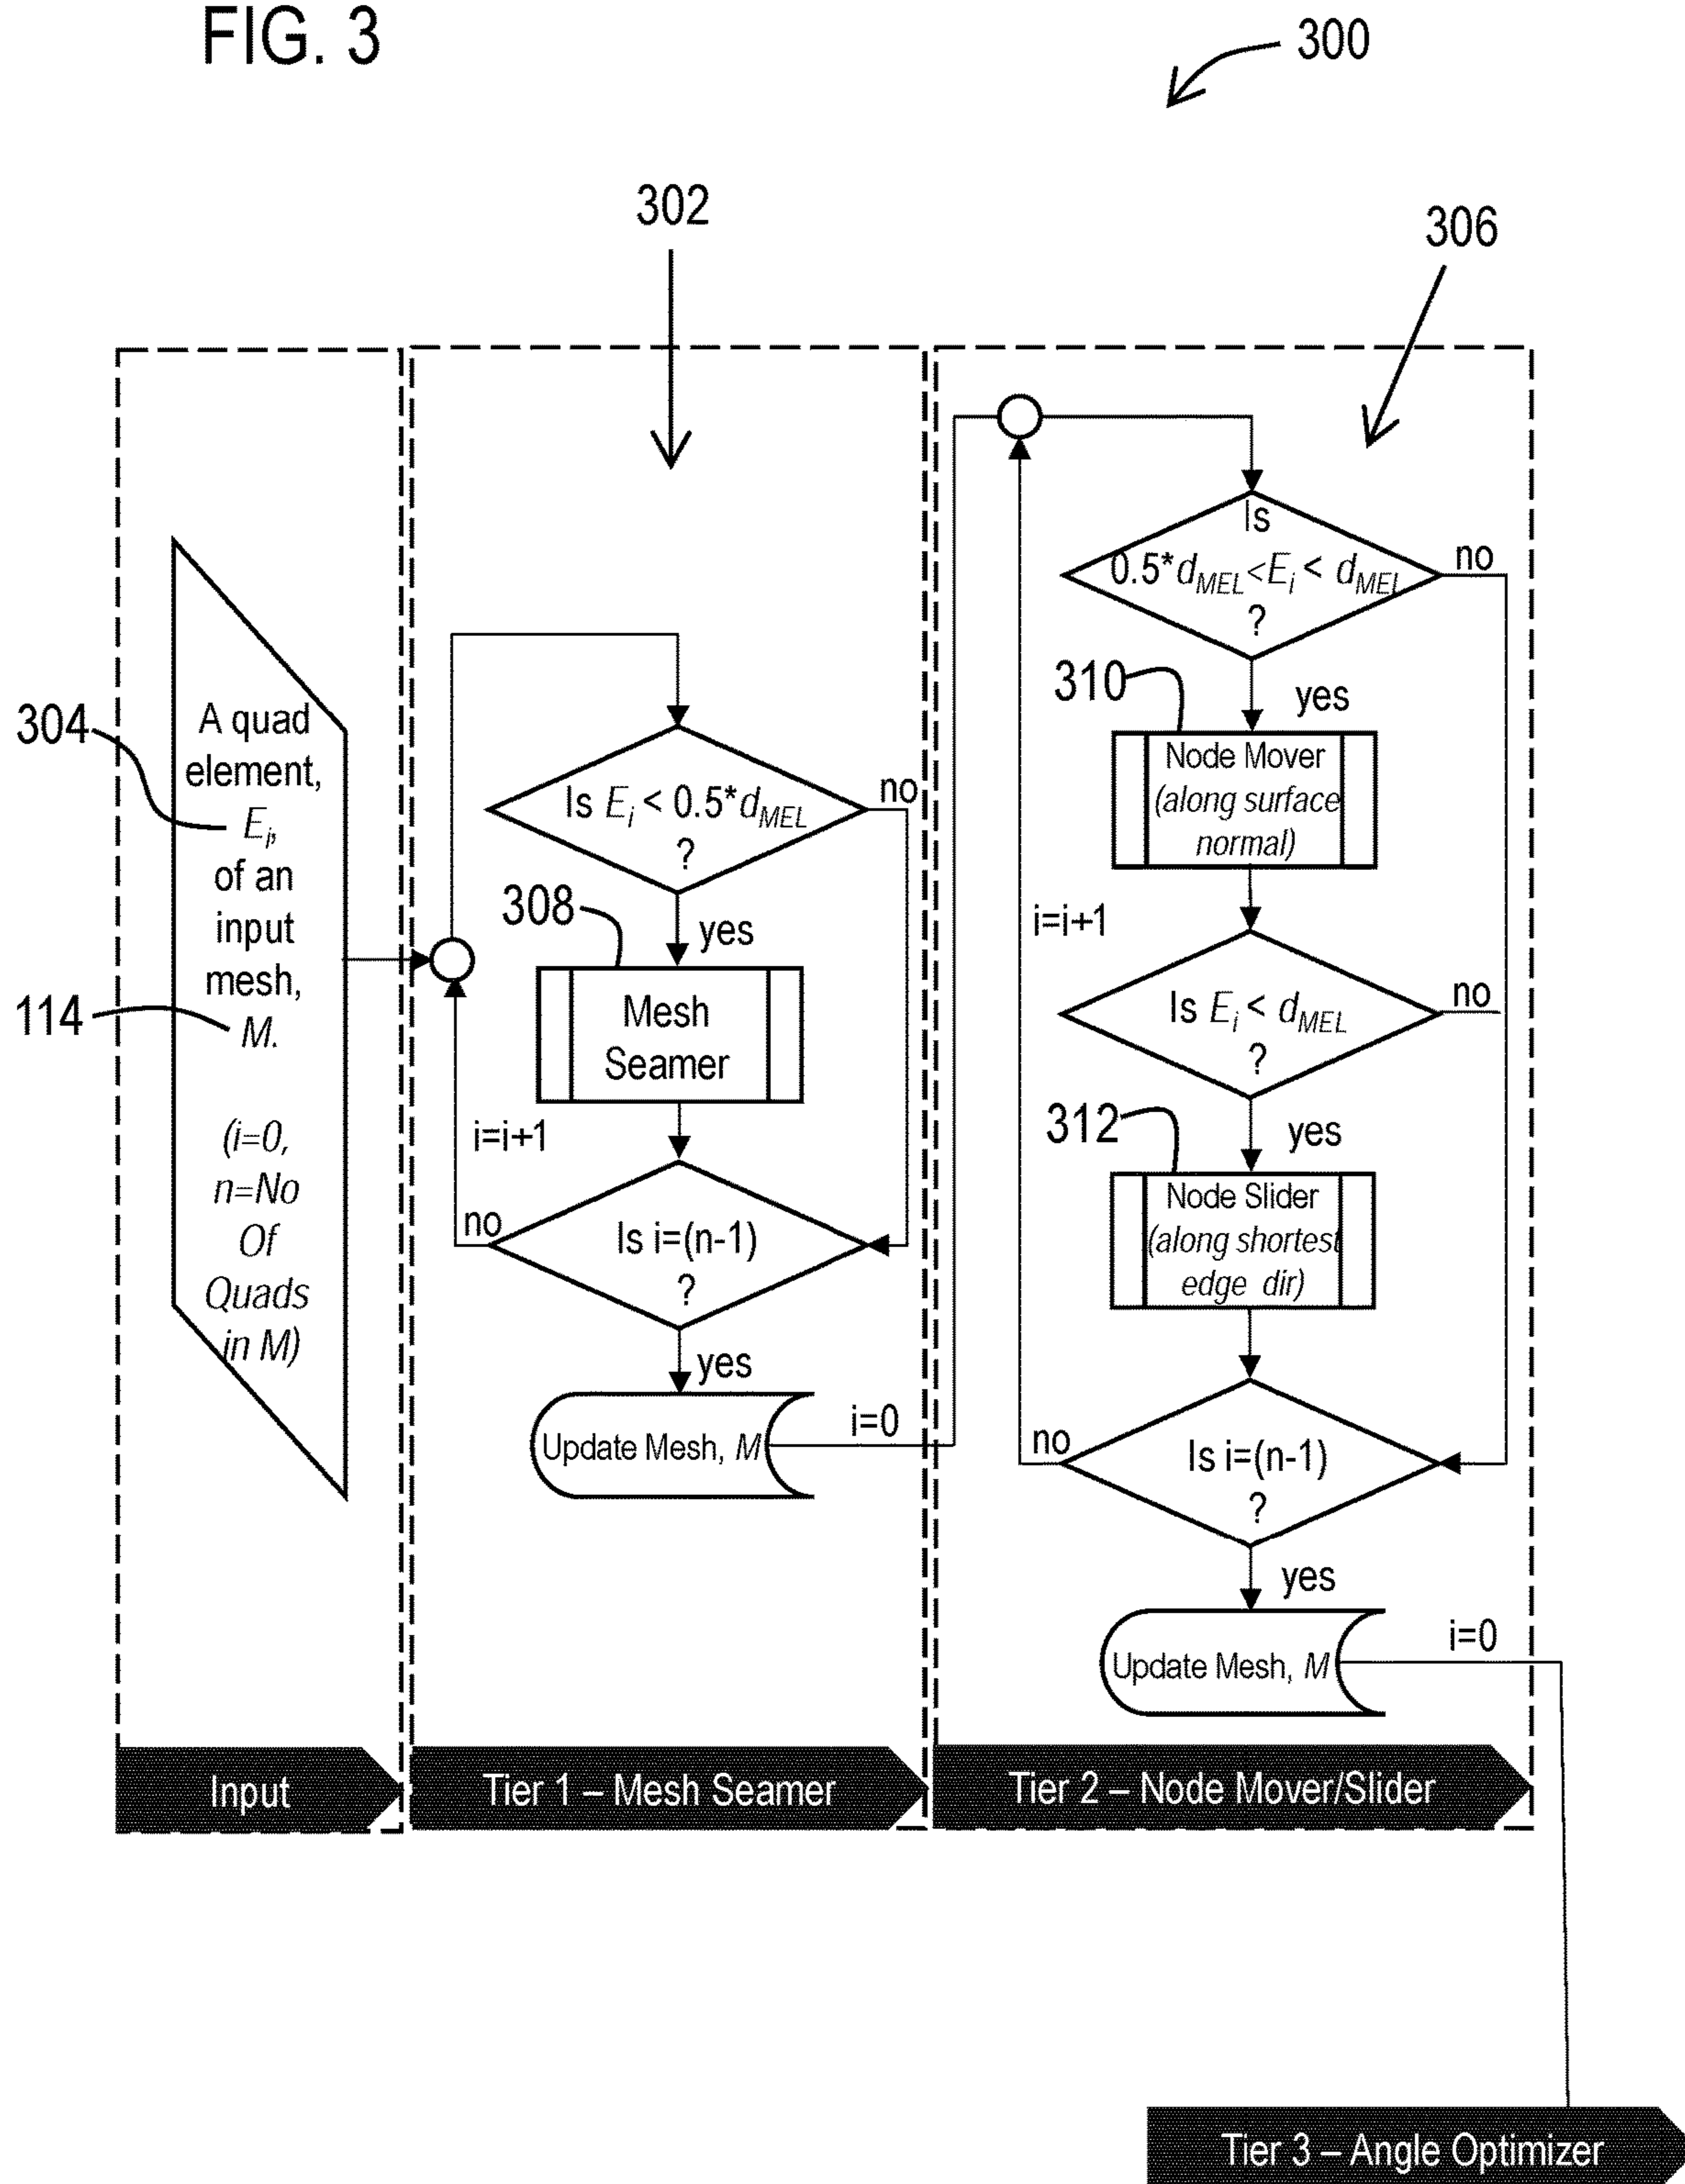 FIG. 3
300
302
306
304
114
A quad
element,
Ei,
of an
input
mesh,
M.
(i=0,
n=No
Of
Quads
in M)
Is Ei < 0.5*dMEL
?
no
yes
308
Mesh
Seamer
i=i+1
Is i=(n-1)
?
no
yes
Update Mesh, M
i=0
Is
0.5*dMEL<Ei < dMEL
?
no
yes
310
Node Mover
(along surface
normal)
i=i+1
Is Ei < dMEL
?
no
yes
312
Node Slider
(along shortest
edge dir)
Is i=(n-1)
?
no
yes
Update Mesh, M
i=0
Input
Tier 1 – Mesh Seamer
Tier 2 – Node Mover/Slider
Tier 3 – Angle Optimizer